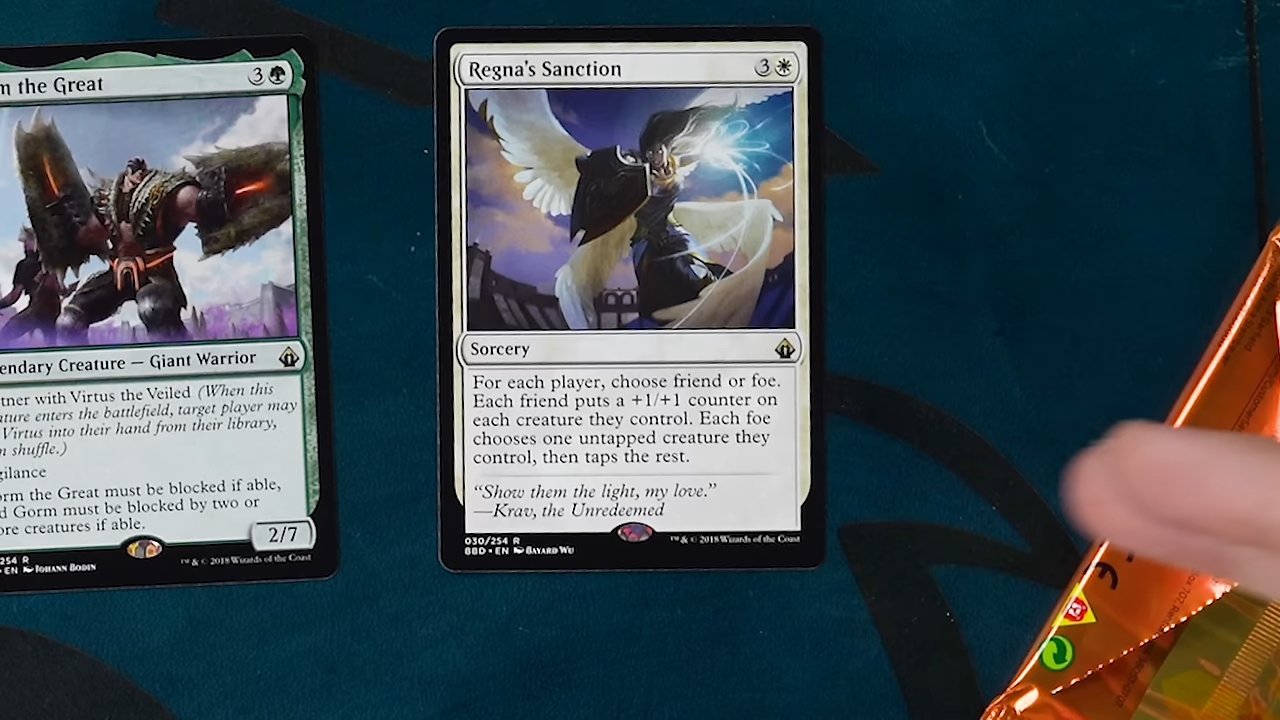 m the Great
3
endary Creature — Giant Warrior
tner with Virtus the Veiled (When this
ature enters the battlefield, target player may
Virtus into their hand from their library,
n shuffle.)
gilance
orm the Great must be blocked if able,
d Gorm must be blocked by two or
ore creatures if able.
2/7
254 R
EN Johann Bodin
™ & © 2018 Wizards of the Coast
Regna's Sanction
3
Sorcery
For each player, choose friend or foe.
Each friend puts a +1/+1 counter on
each creature they control. Each foe
chooses one untapped creature they
control, then taps the rest.
“Show them the light, my love.”
—Krav, the Unredeemed
030/254 R
BBD • EN Bayard Wu
™ & © 2018 Wizards of the Coast